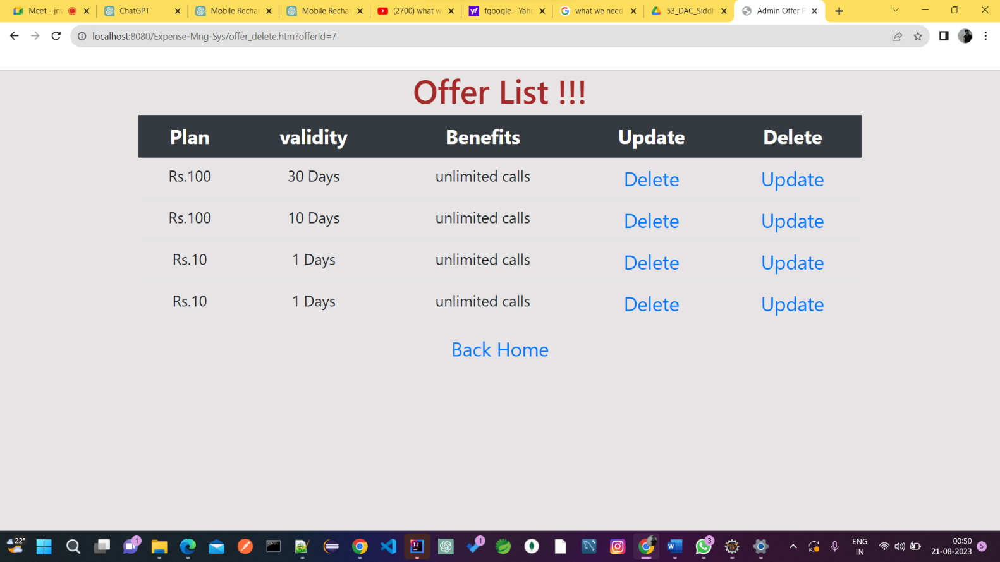 Meet - jnv
ChatGPT
Mobile Rechar
Mobile Rechar
(2700) what w
fgoogle - Yaho
what we need
53_DAC_Siddh
Admin Offer P
localhost:8080/Expense-Mng-Sys/offer_delete.htm?offerId=7
Offer List !!!
Plan validity Benefits Update Delete
Rs.100 30 Days unlimited calls Delete Update
Rs.100 10 Days unlimited calls Delete Update
Rs.10 1 Days unlimited calls Delete Update
Rs.10 1 Days unlimited calls Delete Update
Back Home
22°
1
1
3
ENG
IN
00:50
21-08-2023
5